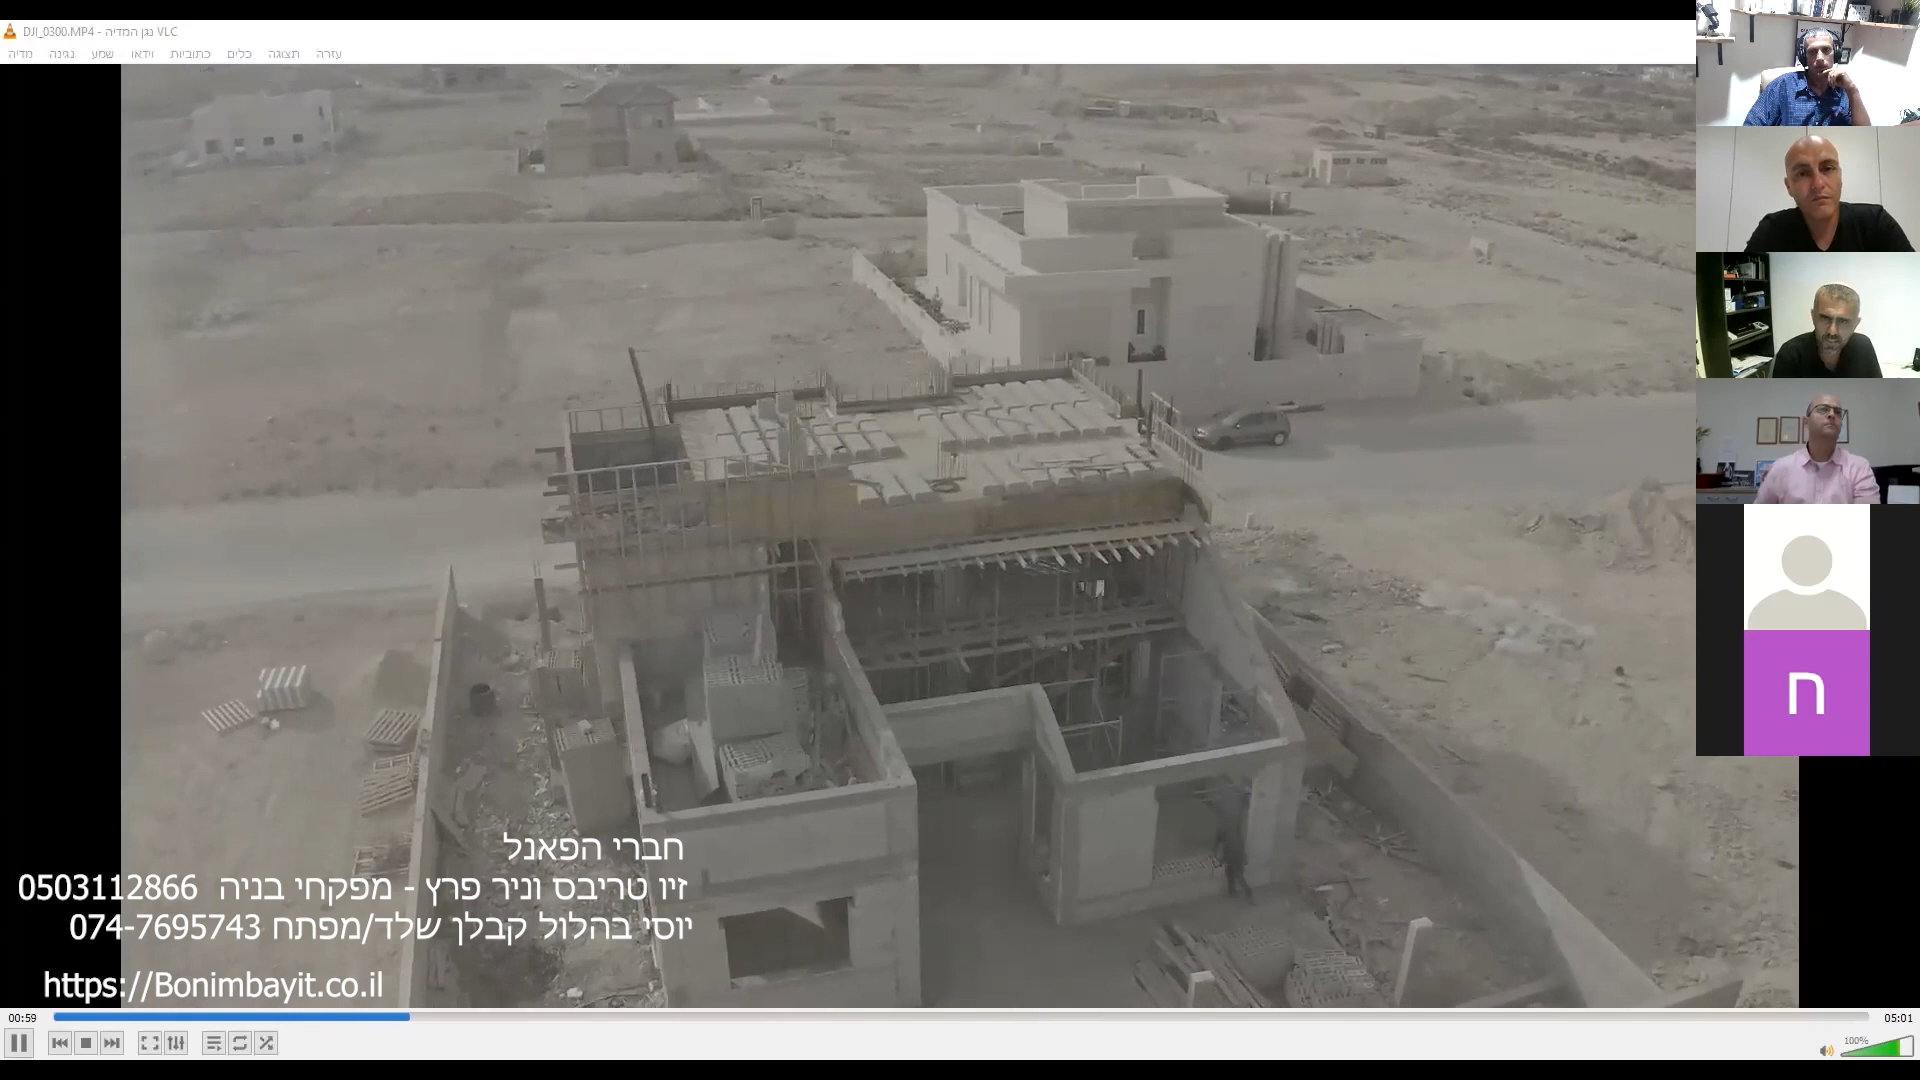 DJI_0300.MP4 - נגן המדיה VLC
מדיה נגינה שמע וידאו כתוביות כלים תצוגה עזרה
חברי הפאנל
זיו טריבס וניר פרץ - מפקחי בניה 0503112866
יוסי בהלול קבלן שלד/מפתח 074-7695743
https://Bonimbayit.co.il
ח
00:59
05:01
100%